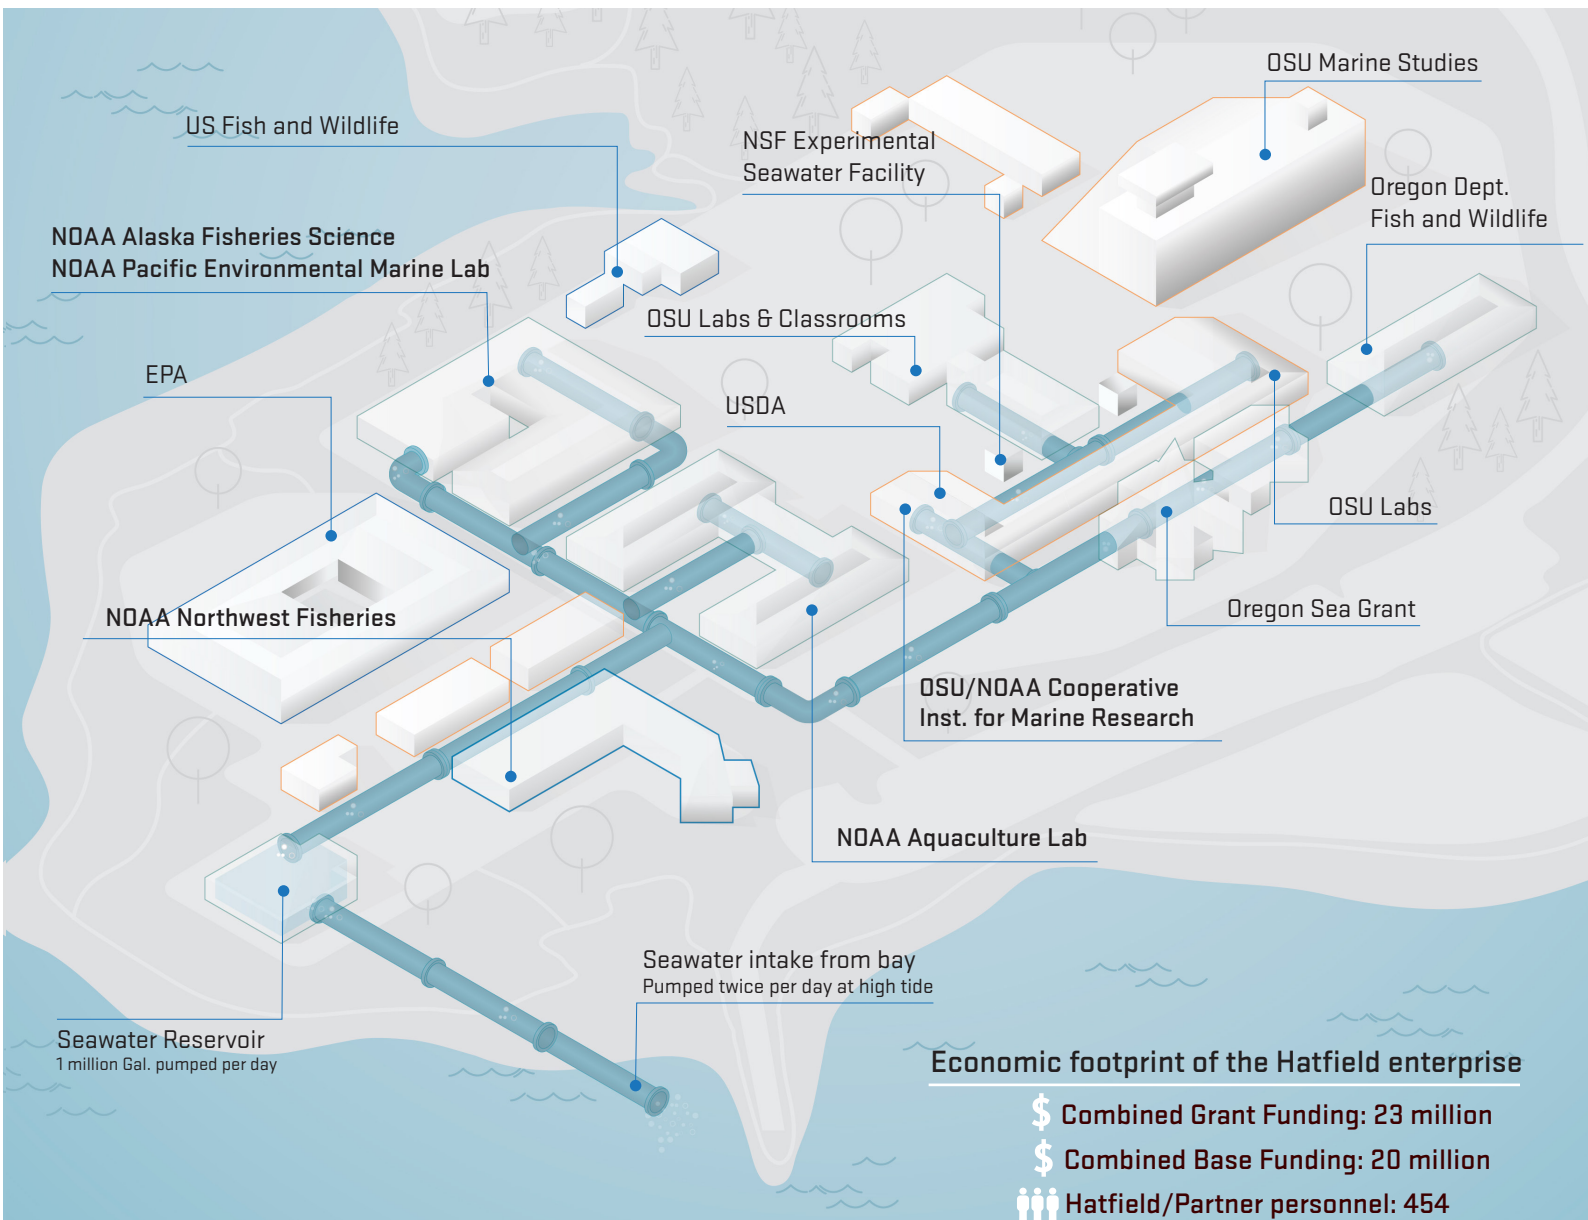 OSU Marine Studies
US Fish and Wildlife
NSF Experimental
Seawater Facility
Oregon Dept.
Fish and Wildlife
NOAA Alaska Fisheries Science
NOAA Pacific Environmental Marine Lab
OSU Labs & Classrooms
EPA
USDA
OSU Labs
NOAA Northwest Fisheries
Oregon Sea Grant
OSU/NOAA Cooperative
Inst. for Marine Research
NOAA Aquaculture Lab
Seawater intake from bay
Pumped twice per day at high tide
Seawater Reservoir
1 million Gal. pumped per day
Economic footprint of the Hatfield enterprise
$ Combined Grant Funding: 23 million
$ Combined Base Funding: 20 million
Hatfield/Partner personnel: 454